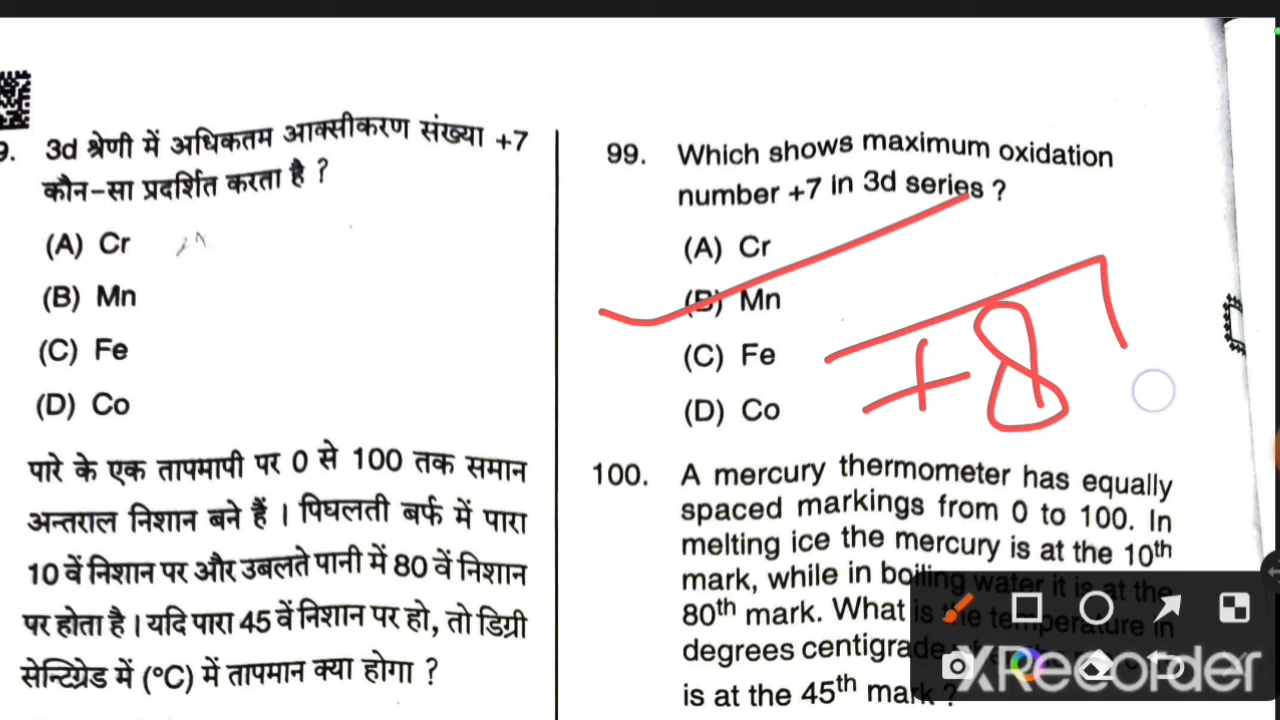 9. 3d श्रेणी में अधिकतम आक्सीकरण संख्या +7
कौन-सा प्रदर्शित करता है ?
(A) Cr
(B) Mn
(C) Fe
(D) Co
पारे के एक तापमापी पर 0 से 100 तक समान
अन्तराल निशान बने हैं । पिघलती बर्फ में पारा
10 वें निशान पर और उबलते पानी में 80 वें निशान
पर होता है । यदि पारा 45 वें निशान पर हो, तो डिग्री
सेन्टिग्रेड में (°C) में तापमान क्या होगा ?
99. Which shows maximum oxidation
number +7 in 3d series ?
(A) Cr
(B) Mn
(C) Fe
(D) Co
+8
100. A mercury thermometer has equally
spaced markings from 0 to 100. In
melting ice the mercury is at the 10th
mark, while in boiling water it is at the
80th mark. What is the temperature in
degrees centigrade
is at the 45th mark ?
XRecorder